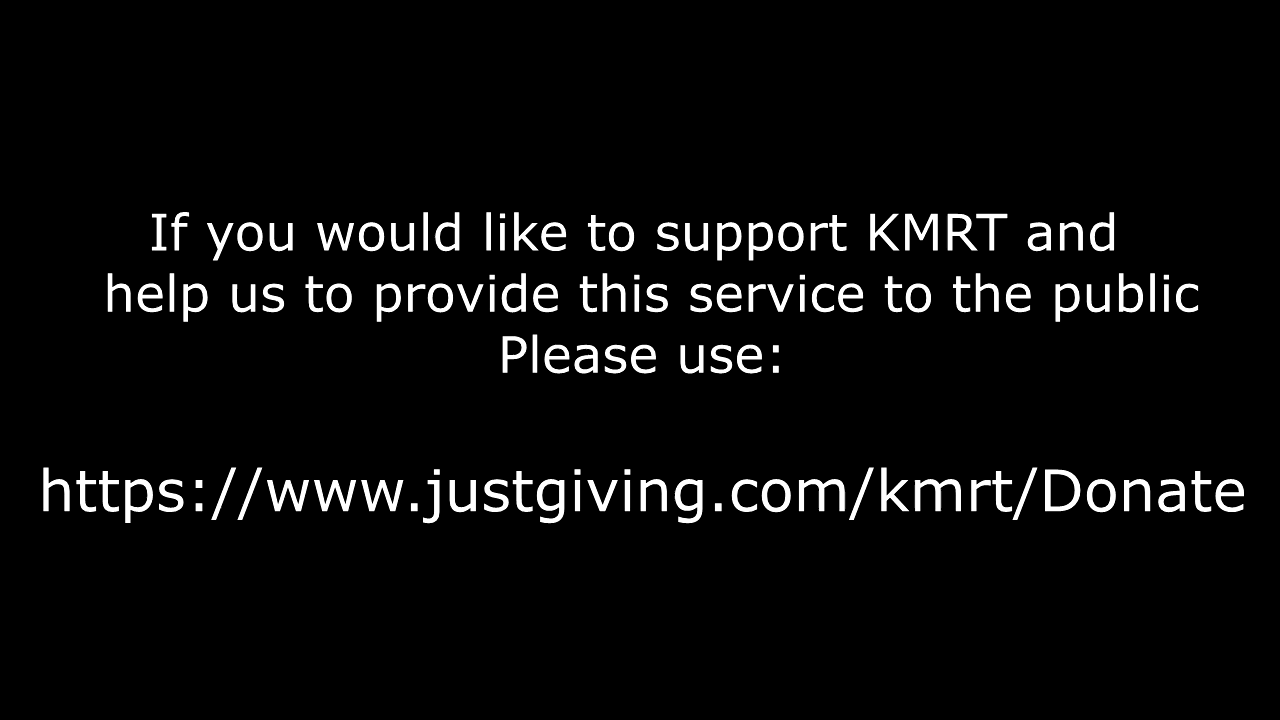 If you would like to support KMRT and
help us to provide this service to the public
Please use:
https://www.justgiving.com/kmrt/Donate